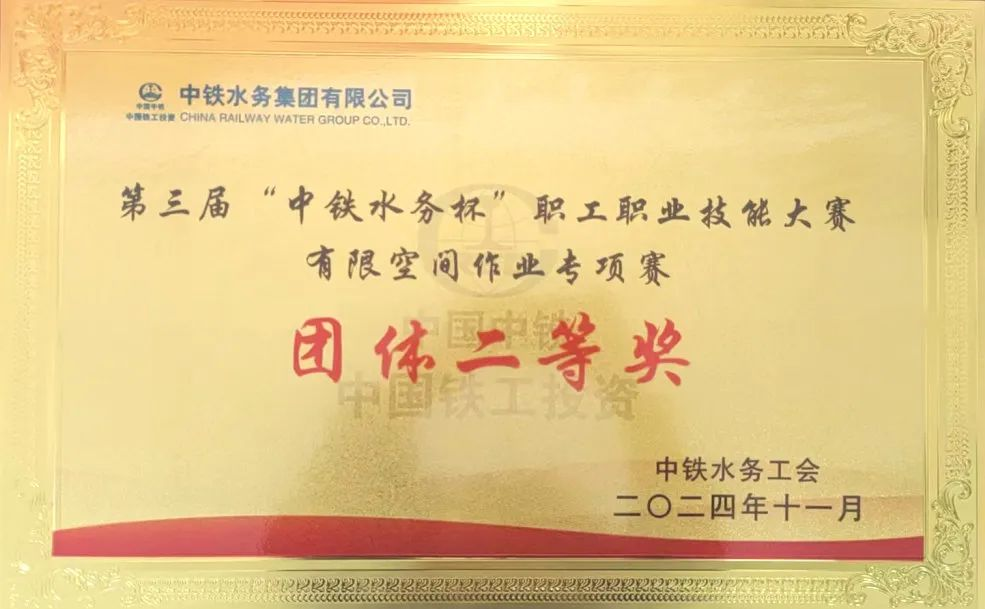 中国中铁
中国铁工投资
中铁水务集团有限公司
CHINA RAILWAY WATER GROUP CO.,LTD.
第三届“中铁水务杯”职工职业技能大赛
有限空间作业专项赛
中国中铁
团体二等奖
中国铁工投资
中铁水务工会
二〇二四年十一月